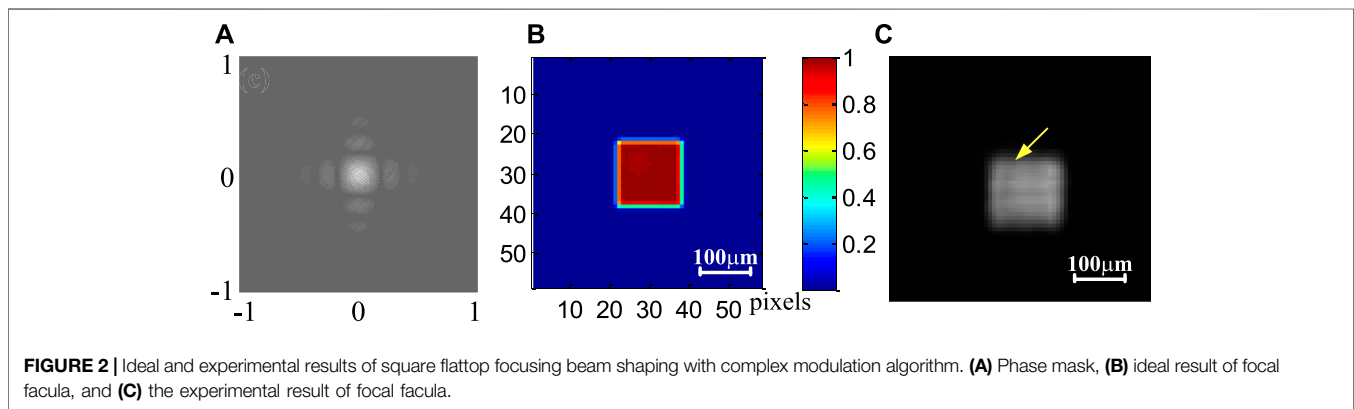 A
B
C
1
0
-1
-1
0
1
(c)
10
20
30
40
50
10 20 30 40 50
pixels
100μm
1
0.8
0.6
0.4
0.2
100μm
FIGURE 2 | Ideal and experimental results of square flattop focusing beam shaping with complex modulation algorithm. (A) Phase mask, (B) ideal result of focal
facula, and (C) the experimental result of focal facula.